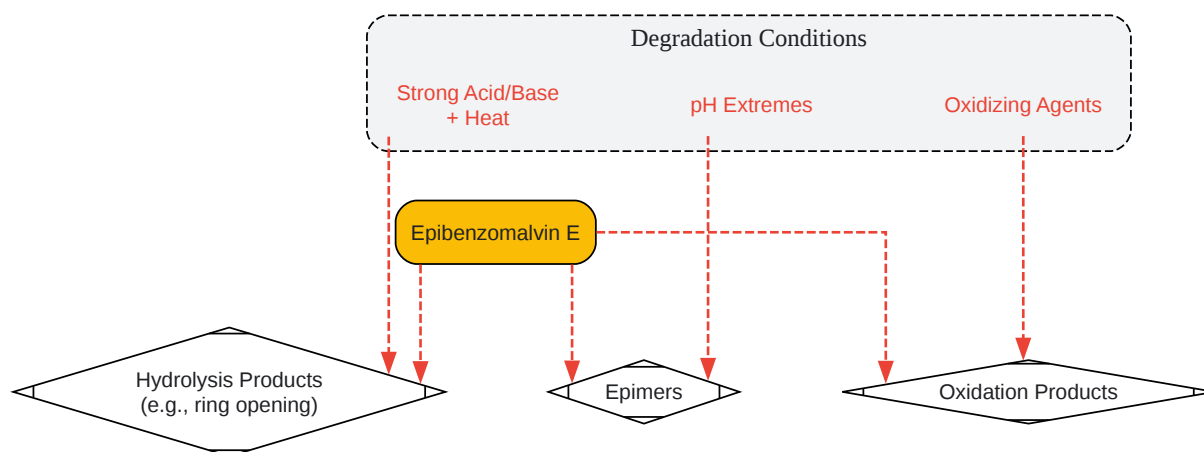 Degradation Conditions
Strong Acid/Base
+ Heat
pH Extremes
Oxidizing Agents
Epibenzomalvin E
Hydrolysis Products
(e.g., ring opening)
Epimers
Oxidation Products